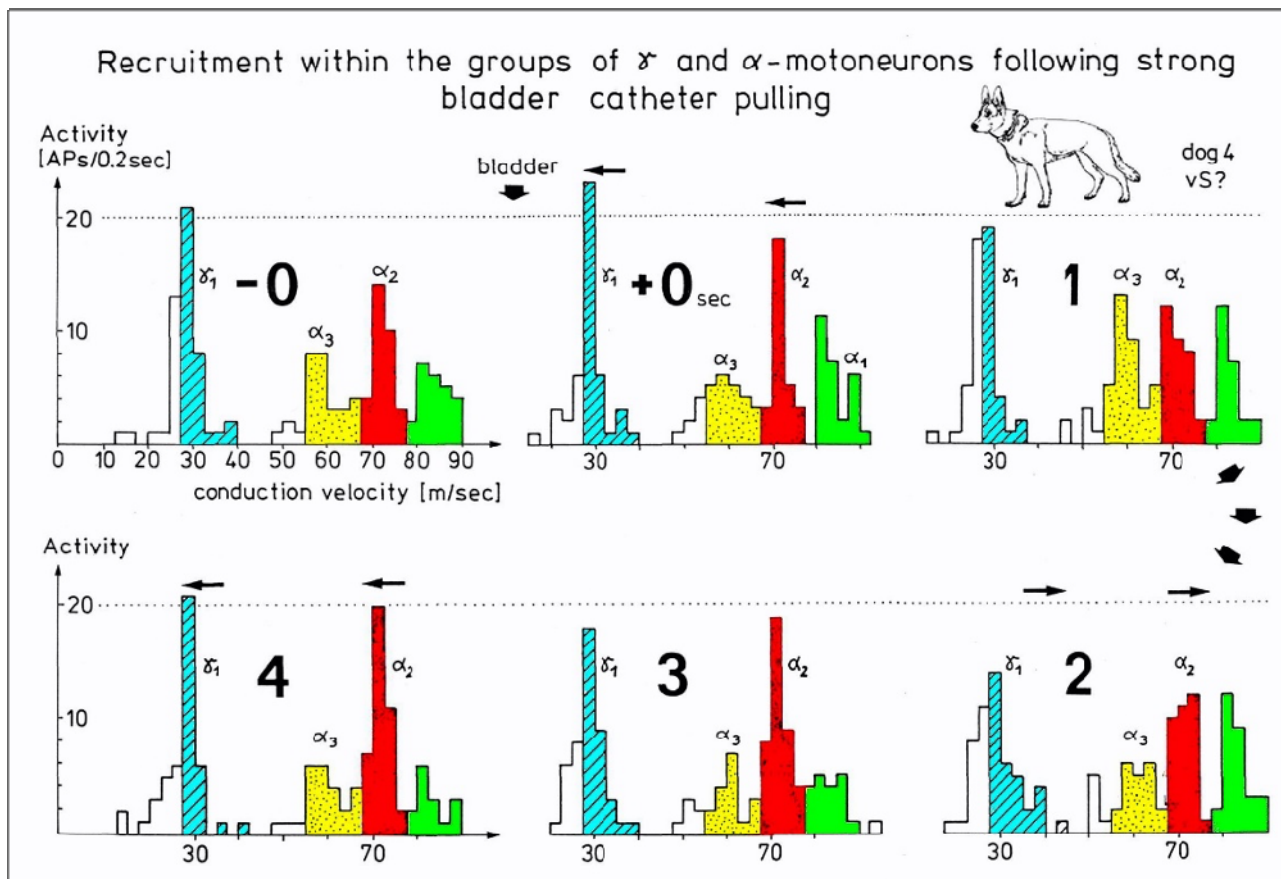 Recruitment within the groups of γ and α-motoneurons following strong
bladder catheter pulling
Activity
[APs/0.2sec]
bladder
dog 4
vS?
20
10
γ₁
-0
α₂
α₃
γ₁
+0 sec
α₂
α₃
α₁
γ₁
1
α₃
α₂
0 10 20 30 40 50 60 70 80 90
conduction velocity [m/sec]
30 70
30 70
Activity
20
10
γ₁
4
α₂
α₃
γ₁
3
α₂
α₃
γ₁
2
α₂
α₃
30 70
30 70
30 70